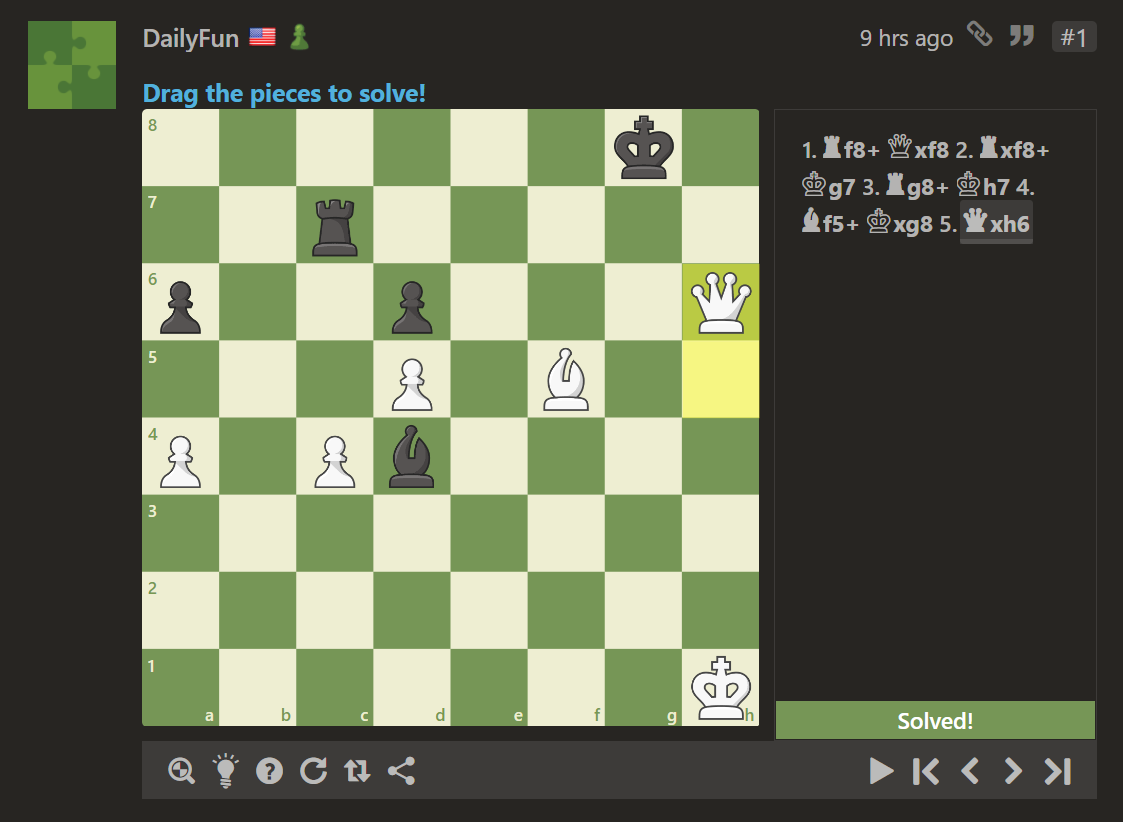 DailyFun
9 hrs ago
#1
Drag the pieces to solve!
8
7
6
5
4
3
2
1
a b c d e f g h
1. ♜f8+ ♕xf8 2. ♜xf8+
♔g7 3. ♜g8+ ♔h7 4.
♝f5+ ♔xg8 5. ♛xh6
Solved!